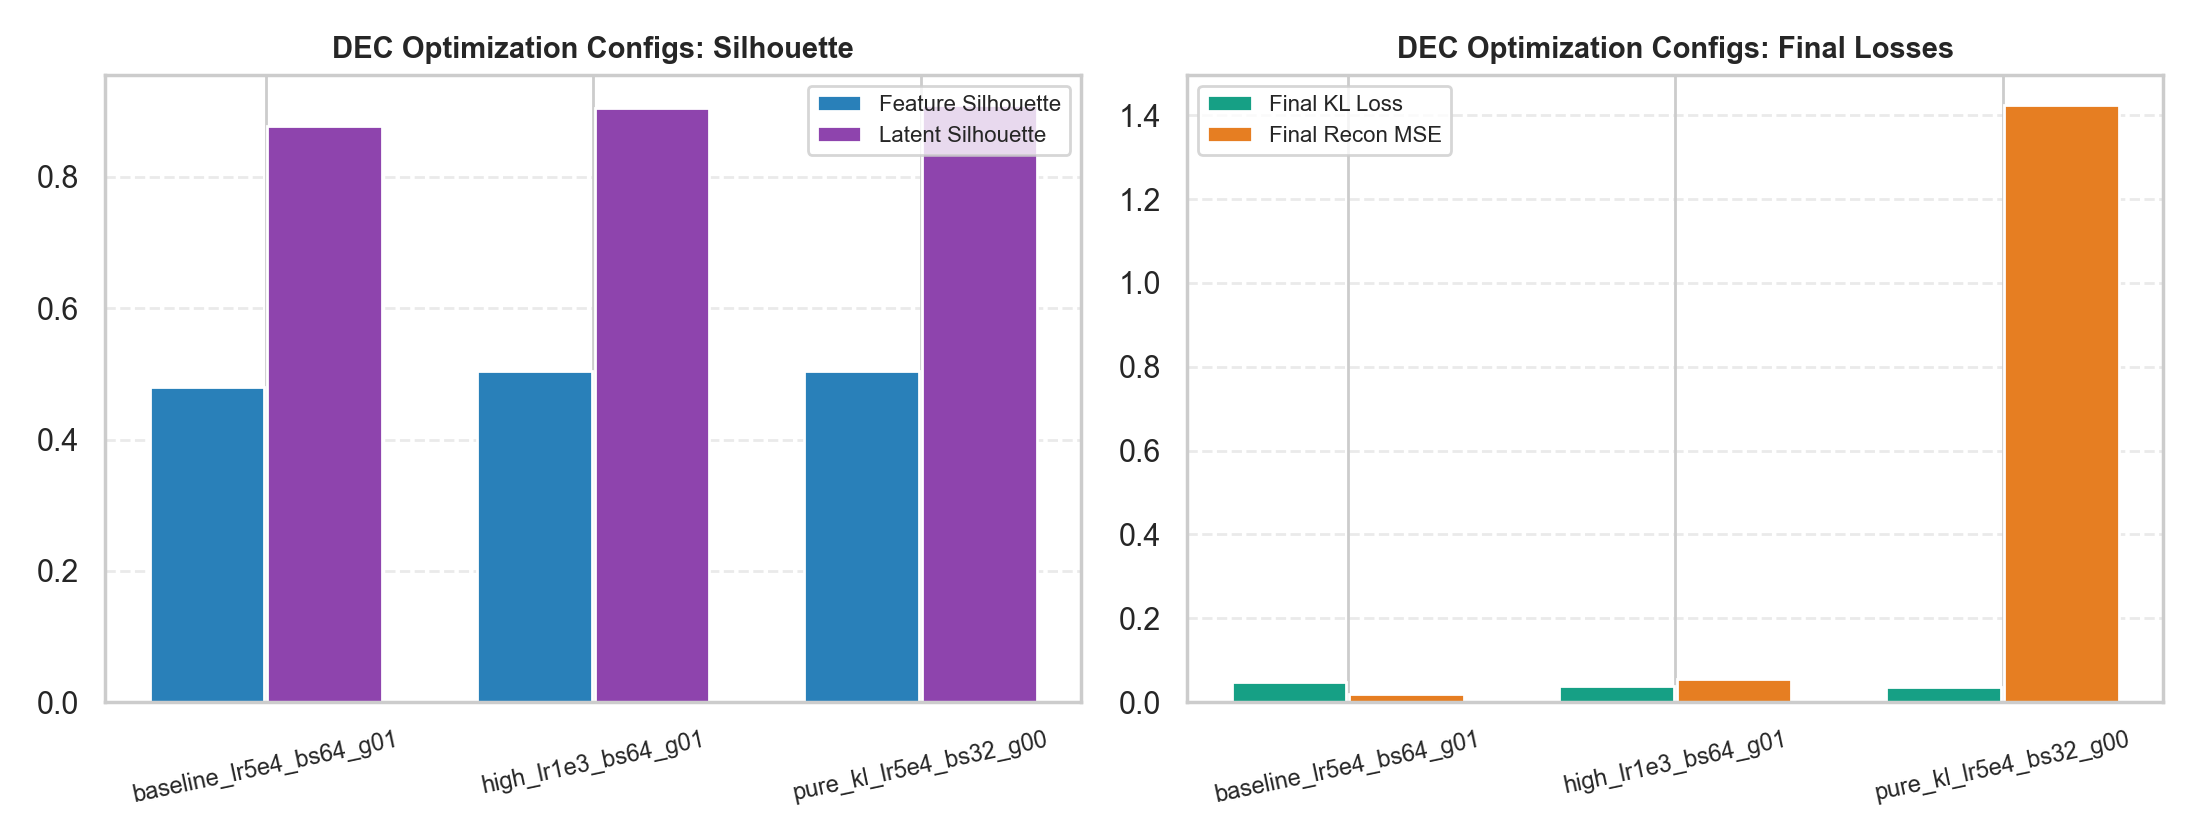 DEC Optimization Configs: Silhouette
Feature Silhouette
Latent Silhouette
0.8
0.6
0.4
0.2
0.0
baseline_lr5e4_bs64_g01
high_lr1e3_bs64_g01
pure_kl_lr5e4_bs32_g00
DEC Optimization Configs: Final Losses
Final KL Loss
Final Recon MSE
1.4
1.2
1.0
0.8
0.6
0.4
0.2
0.0
baseline_lr5e4_bs64_g01
high_lr1e3_bs64_g01
pure_kl_lr5e4_bs32_g00